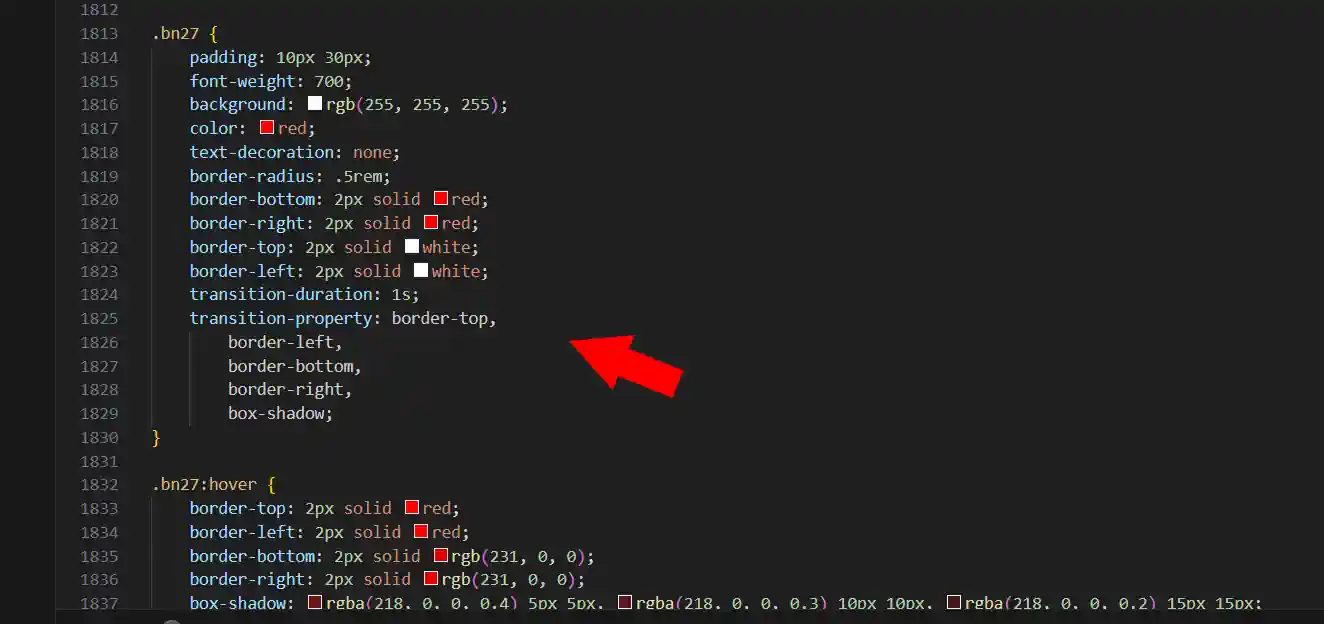 1812
1813 .bn27 {
1814 padding: 10px 30px;
1815 font-weight: 700;
1816 background: rgb(255, 255, 255);
1817 color: red;
1818 text-decoration: none;
1819 border-radius: .5rem;
1820 border-bottom: 2px solid red;
1821 border-right: 2px solid red;
1822 border-top: 2px solid white;
1823 border-left: 2px solid white;
1824 transition-duration: 1s;
1825 transition-property: border-top,
1826 border-left,
1827 border-bottom,
1828 border-right,
1829 box-shadow;
1830 }
1831
1832 .bn27:hover {
1833 border-top: 2px solid red;
1834 border-left: 2px solid red;
1835 border-bottom: 2px solid rgb(231, 0, 0);
1836 border-right: 2px solid rgb(231, 0, 0);
1837 box-shadow: rgba(218, 0, 0, 0.4) 5px 5px, rgba(218, 0, 0, 0.3) 10px 10px, rgba(218, 0, 0, 0.2) 15px 15px;